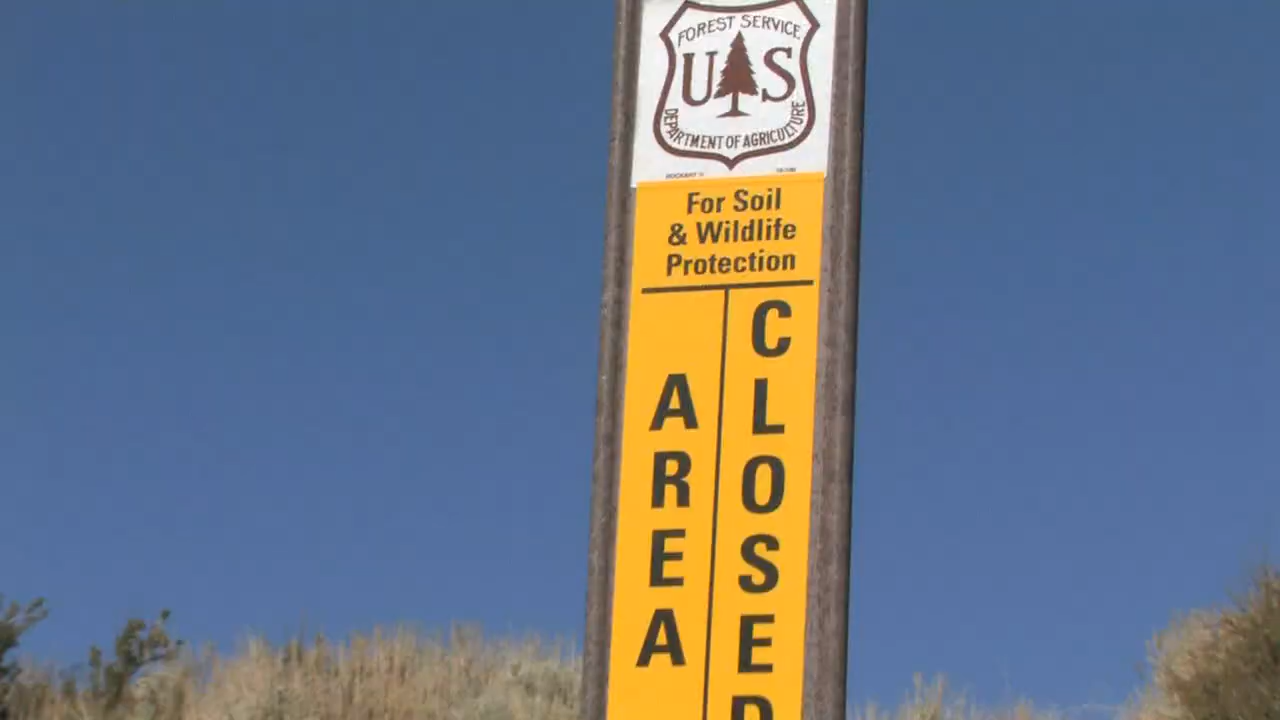 FOREST SERVICE
U S
DEPARTMENT OF AGRICULTURE
For Soil
& Wildlife
Protection
AREA
CLOSED